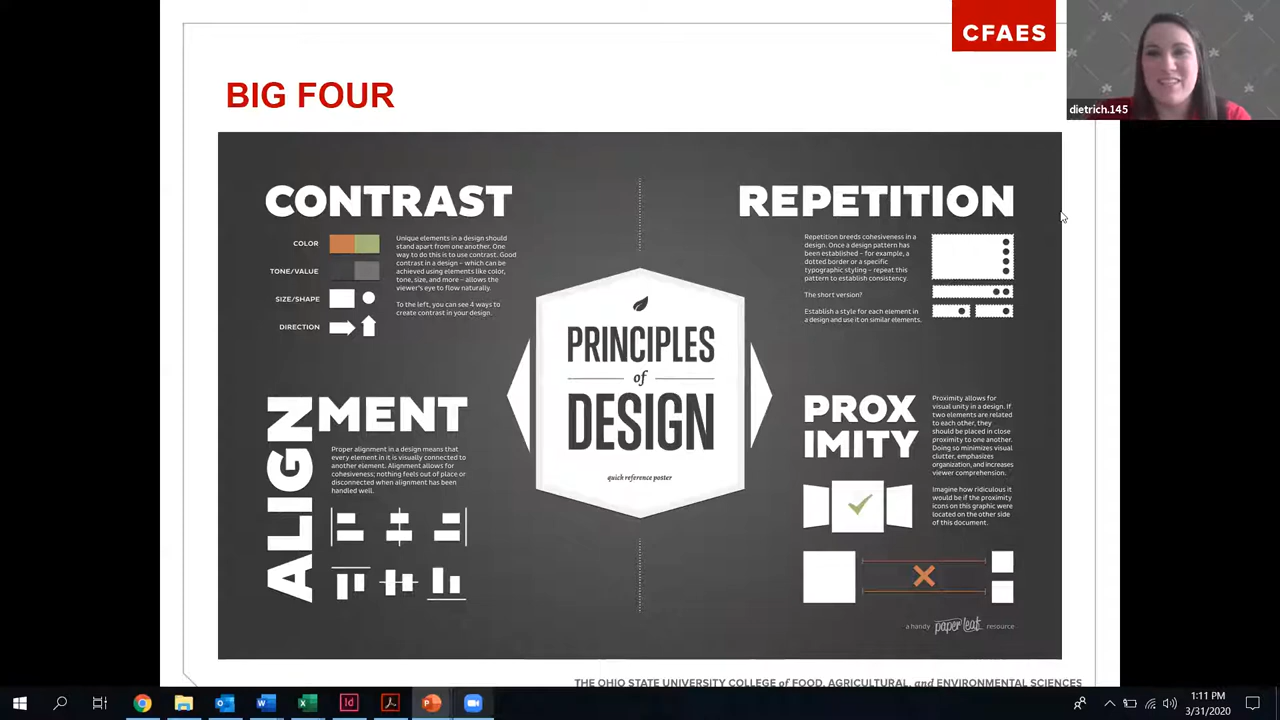 CFAES
dietrich.145
BIG FOUR
CONTRAST
COLOR
TONE/VALUE
SIZE/SHAPE
DIRECTION
Unique elements in a design should
stand apart from one another. One
way to do this is to use contrast. Good
contrast in a design – which can be
achieved using elements like color,
tone, size, and more – allows the
viewer's eye to flow naturally.
To the left, you can see 4 ways to
create contrast in your design.
REPETITION
Repetition breeds cohesiveness in a
design. Once a design pattern has
been established – for example, a
dotted border or a specific
typographic styling – repeat this
pattern to establish consistency.
The short version?
Establish a style for each element in
a design and use it on similar elements.
PRINCIPLES
of
DESIGN
quick reference poster
ALIGNMENT
Proper alignment in a design means that
every element in it is visually connected to
another element. Alignment allows for
cohesiveness; nothing feels out of place or
disconnected when alignment has been
handled well.
PROX
IMITY
Proximity allows for
visual unity in a design. If
two elements are related
to each other, they
should be placed in close
proximity to one another.
Doing so minimizes visual
clutter, emphasizes
organization, and increases
viewer comprehension.
Imagine how ridiculous it
would be if the proximity
icons on this graphic were
located on the other side
of this document.
a handy paper leaf resource
THE OHIO STATE UNIVERSITY COLLEGE of FOOD, AGRICULTURAL, and ENVIRONMENTAL SCIENCES
1:11 PM
3/31/2020